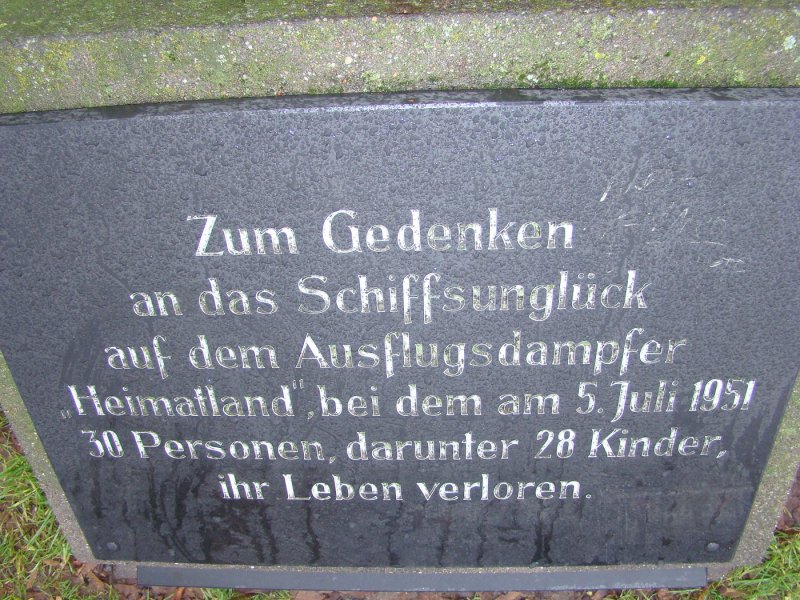 Zum Gedenken
an das Schiffsunglück
auf dem Ausflugsdampfer
„Heimatland", bei dem am 5. Juli 1951
30 Personen, darunter 28 Kinder,
ihr Leben verloren.